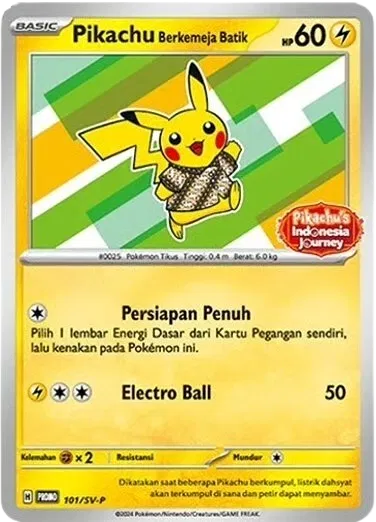 BASIC
Pikachu Berkemeja Batik HP 60
Pikachu's
Indonesia
Journey
#0025 Pokémon Tikus Tinggi: 0.4 m Berat: 6.0 kg
Persiapan Penuh
Pilih 1 lembar Energi Dasar dari Kartu Pegangan sendiri,
lalu kenakan pada Pokémon ini.
Electro Ball 50
Kelemahan ×2 Resistansi Mundur
Dikatakan saat beberapa Pikachu berkumpul, listrik dahsyat
akan terkumpul di sana dan petir dapat menyambar.
H PROMO 101/SV-P
©2024 Pokémon/Nintendo/Creatures/GAME FREAK.